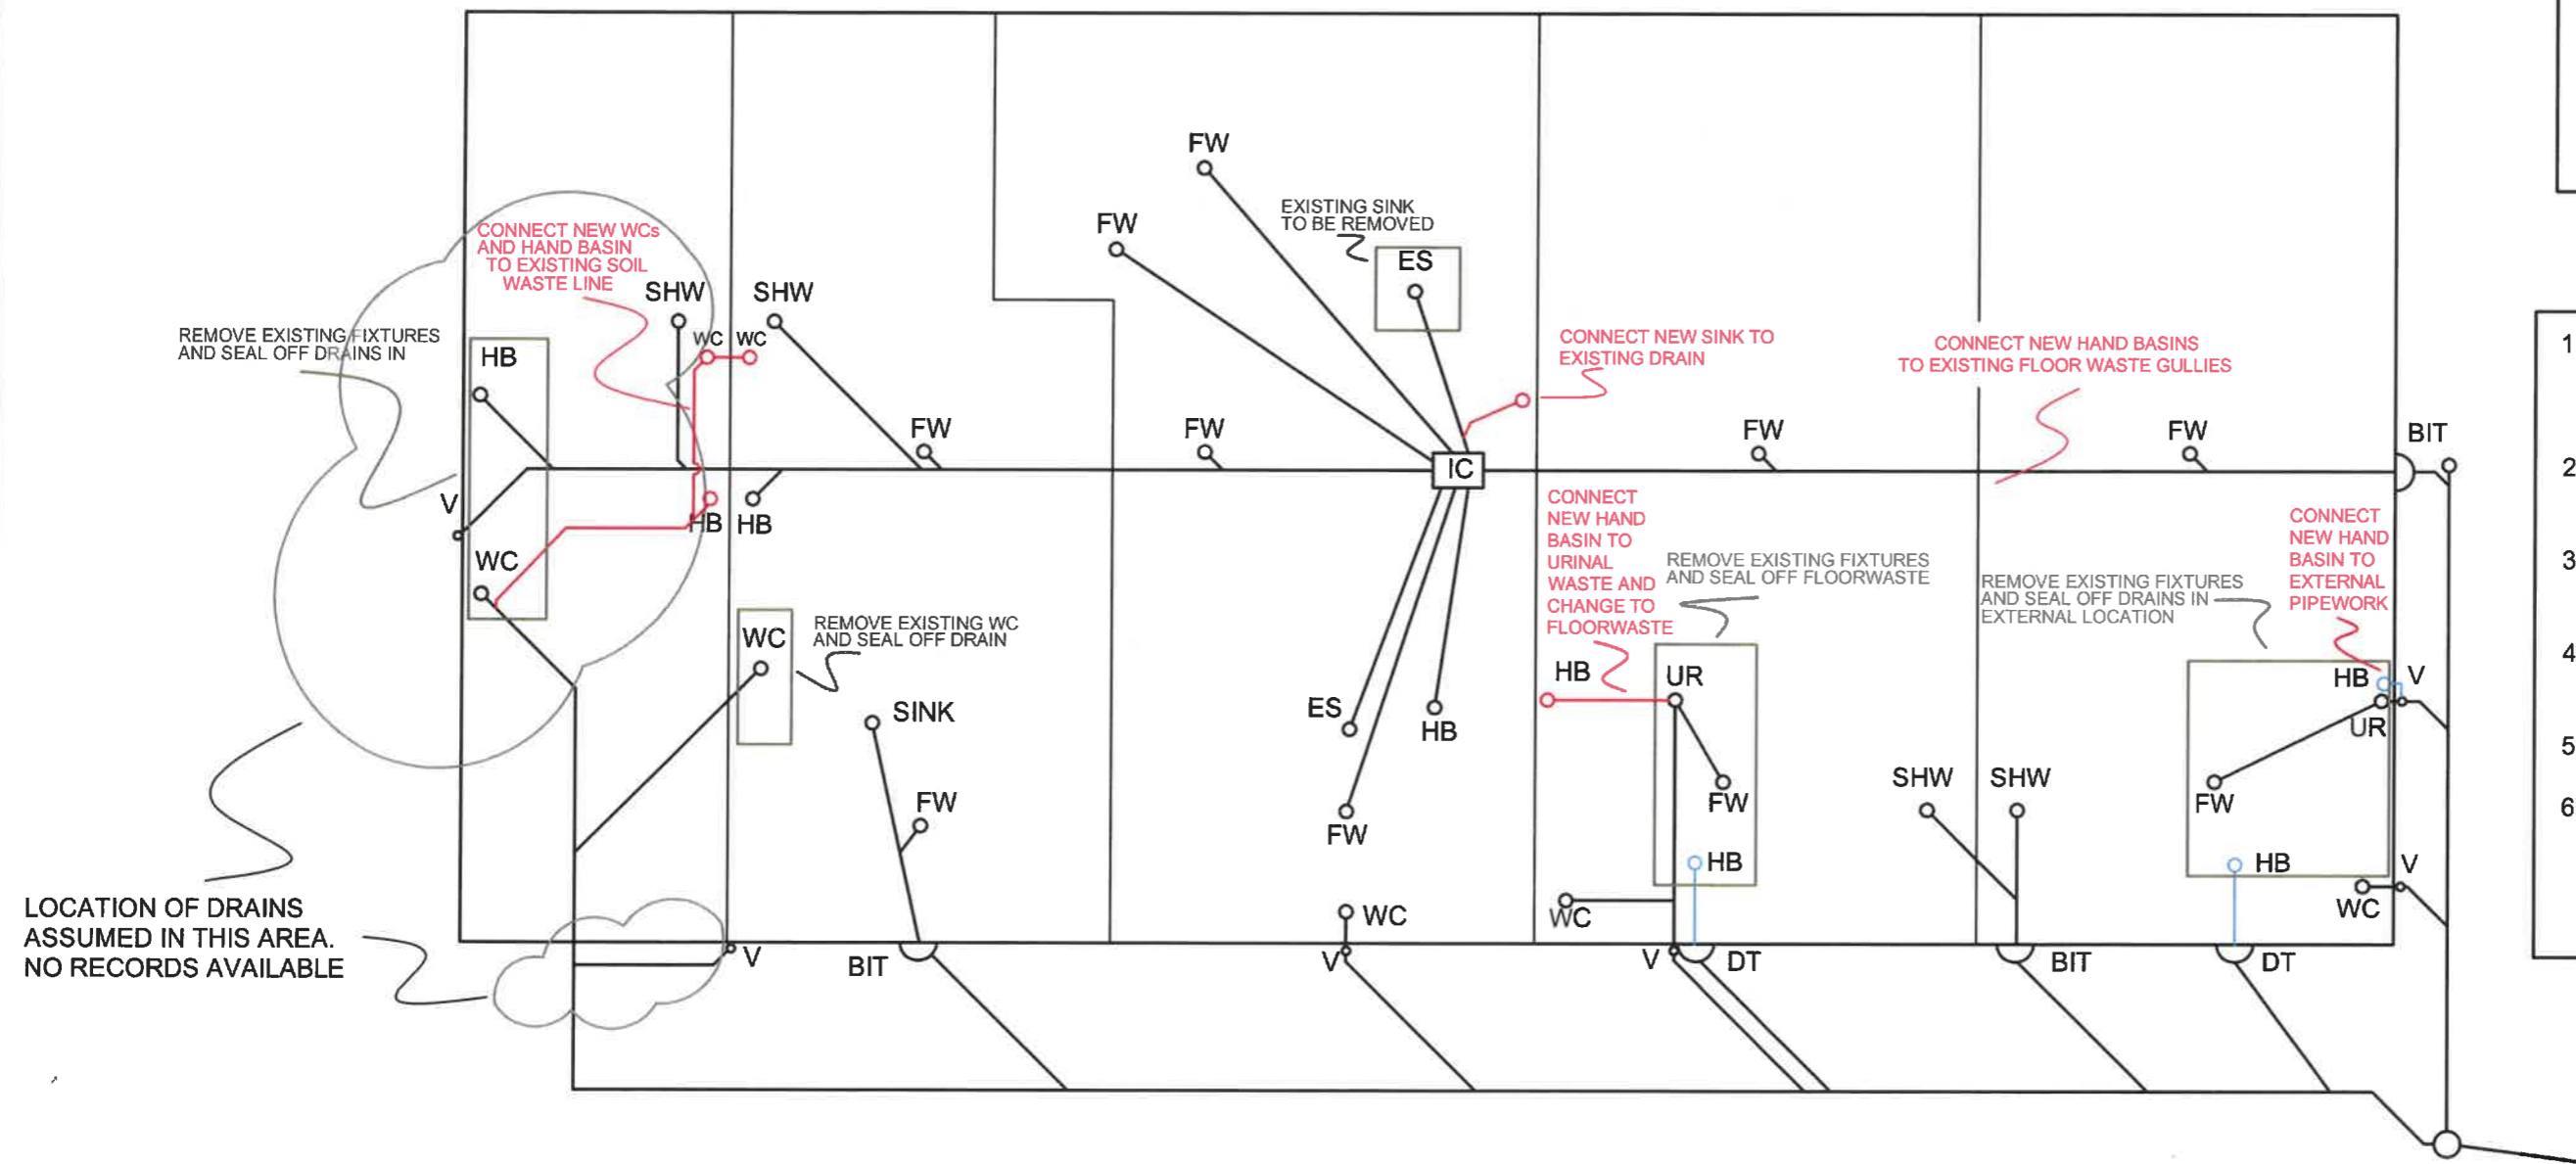 FW
FW
EXISTING SINK
TO BE REMOVED
ES
CONNECT NEW WCs
AND HAND BASIN
TO EXISTING SOIL
WASTE LINE
SHW
SHW
WC
WC
REMOVE EXISTING FIXTURES
AND SEAL OFF DRAINS IN
HB
CONNECT NEW SINK TO
EXISTING DRAIN
CONNECT NEW HAND BASINS
TO EXISTING FLOOR WASTE GULLIES
1
FW
FW
FW
FW
BIT
IC
2
V
HB
HB
WC
CONNECT
NEW HAND
BASIN TO
URINAL
WASTE AND
CHANGE TO
FLOORWASTE
REMOVE EXISTING FIXTURES
AND SEAL OFF FLOORWASTE
REMOVE EXISTING FIXTURES
AND SEAL OFF DRAINS IN
EXTERNAL LOCATION
CONNECT
NEW HAND
BASIN TO
EXTERNAL
PIPEWORK
3
WC
REMOVE EXISTING WC
AND SEAL OFF DRAIN
4
HB
UR
HB
V
SINK
ES
HB
UR
5
FW
FW
FW
SHW
SHW
FW
6
HB
HB
V
LOCATION OF DRAINS
ASSUMED IN THIS AREA.
NO RECORDS AVAILABLE
WC
WC
WC
V
BIT
V
V
DT
BIT
DT